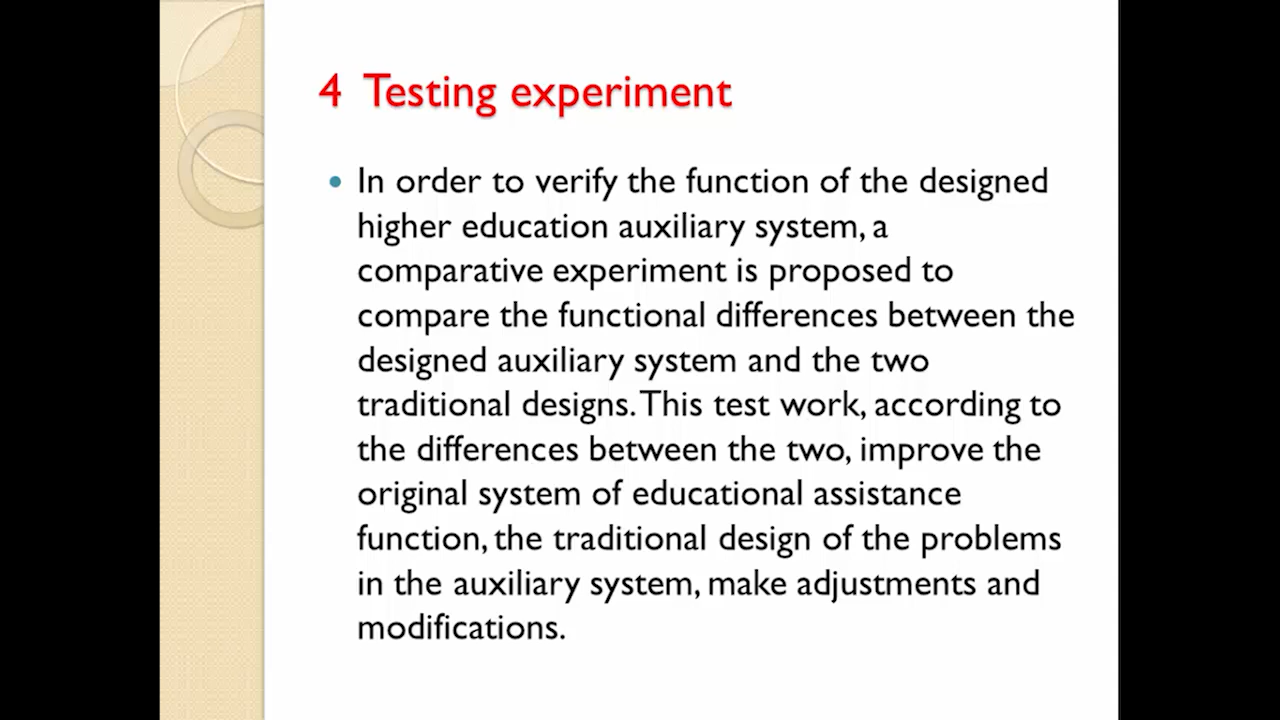 4 Testing experiment
• In order to verify the function of the designed
higher education auxiliary system, a
comparative experiment is proposed to
compare the functional differences between the
designed auxiliary system and the two
traditional designs. This test work, according to
the differences between the two, improve the
original system of educational assistance
function, the traditional design of the problems
in the auxiliary system, make adjustments and
modifications.